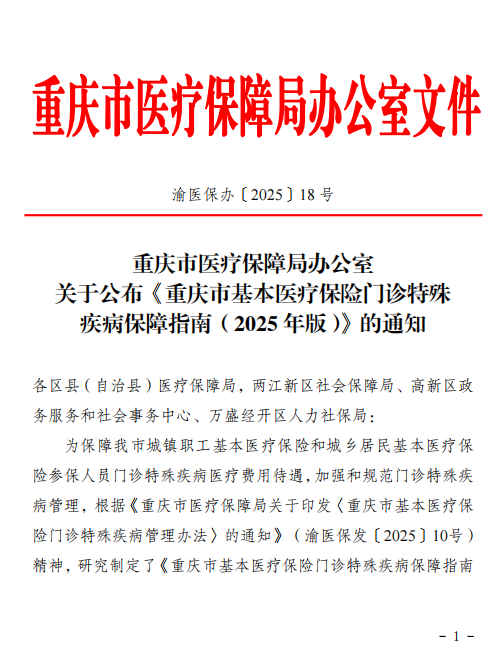 重庆市医疗保障局办公室文件
渝医保办〔2025〕18 号
重庆市医疗保障局办公室
关于公布《重庆市基本医疗保险门诊特殊
疾病保障指南（2025 年版）》的通知
各区县（自治县）医疗保障局，两江新区社会保障局、高新区政
务服务和社会事务中心、万盛经开区人力社保局：
为保障我市城镇职工基本医疗保险和城乡居民基本医疗保
险参保人员门诊特殊疾病医疗费用待遇，加强和规范门诊特殊疾
病管理，根据《重庆市医疗保障局关于印发〈重庆市基本医疗保
险门诊特殊疾病管理办法〉的通知》（渝医保发〔2025〕10号）
精神，研究制定了《重庆市基本医疗保险门诊特殊疾病保障指南
- 1 -